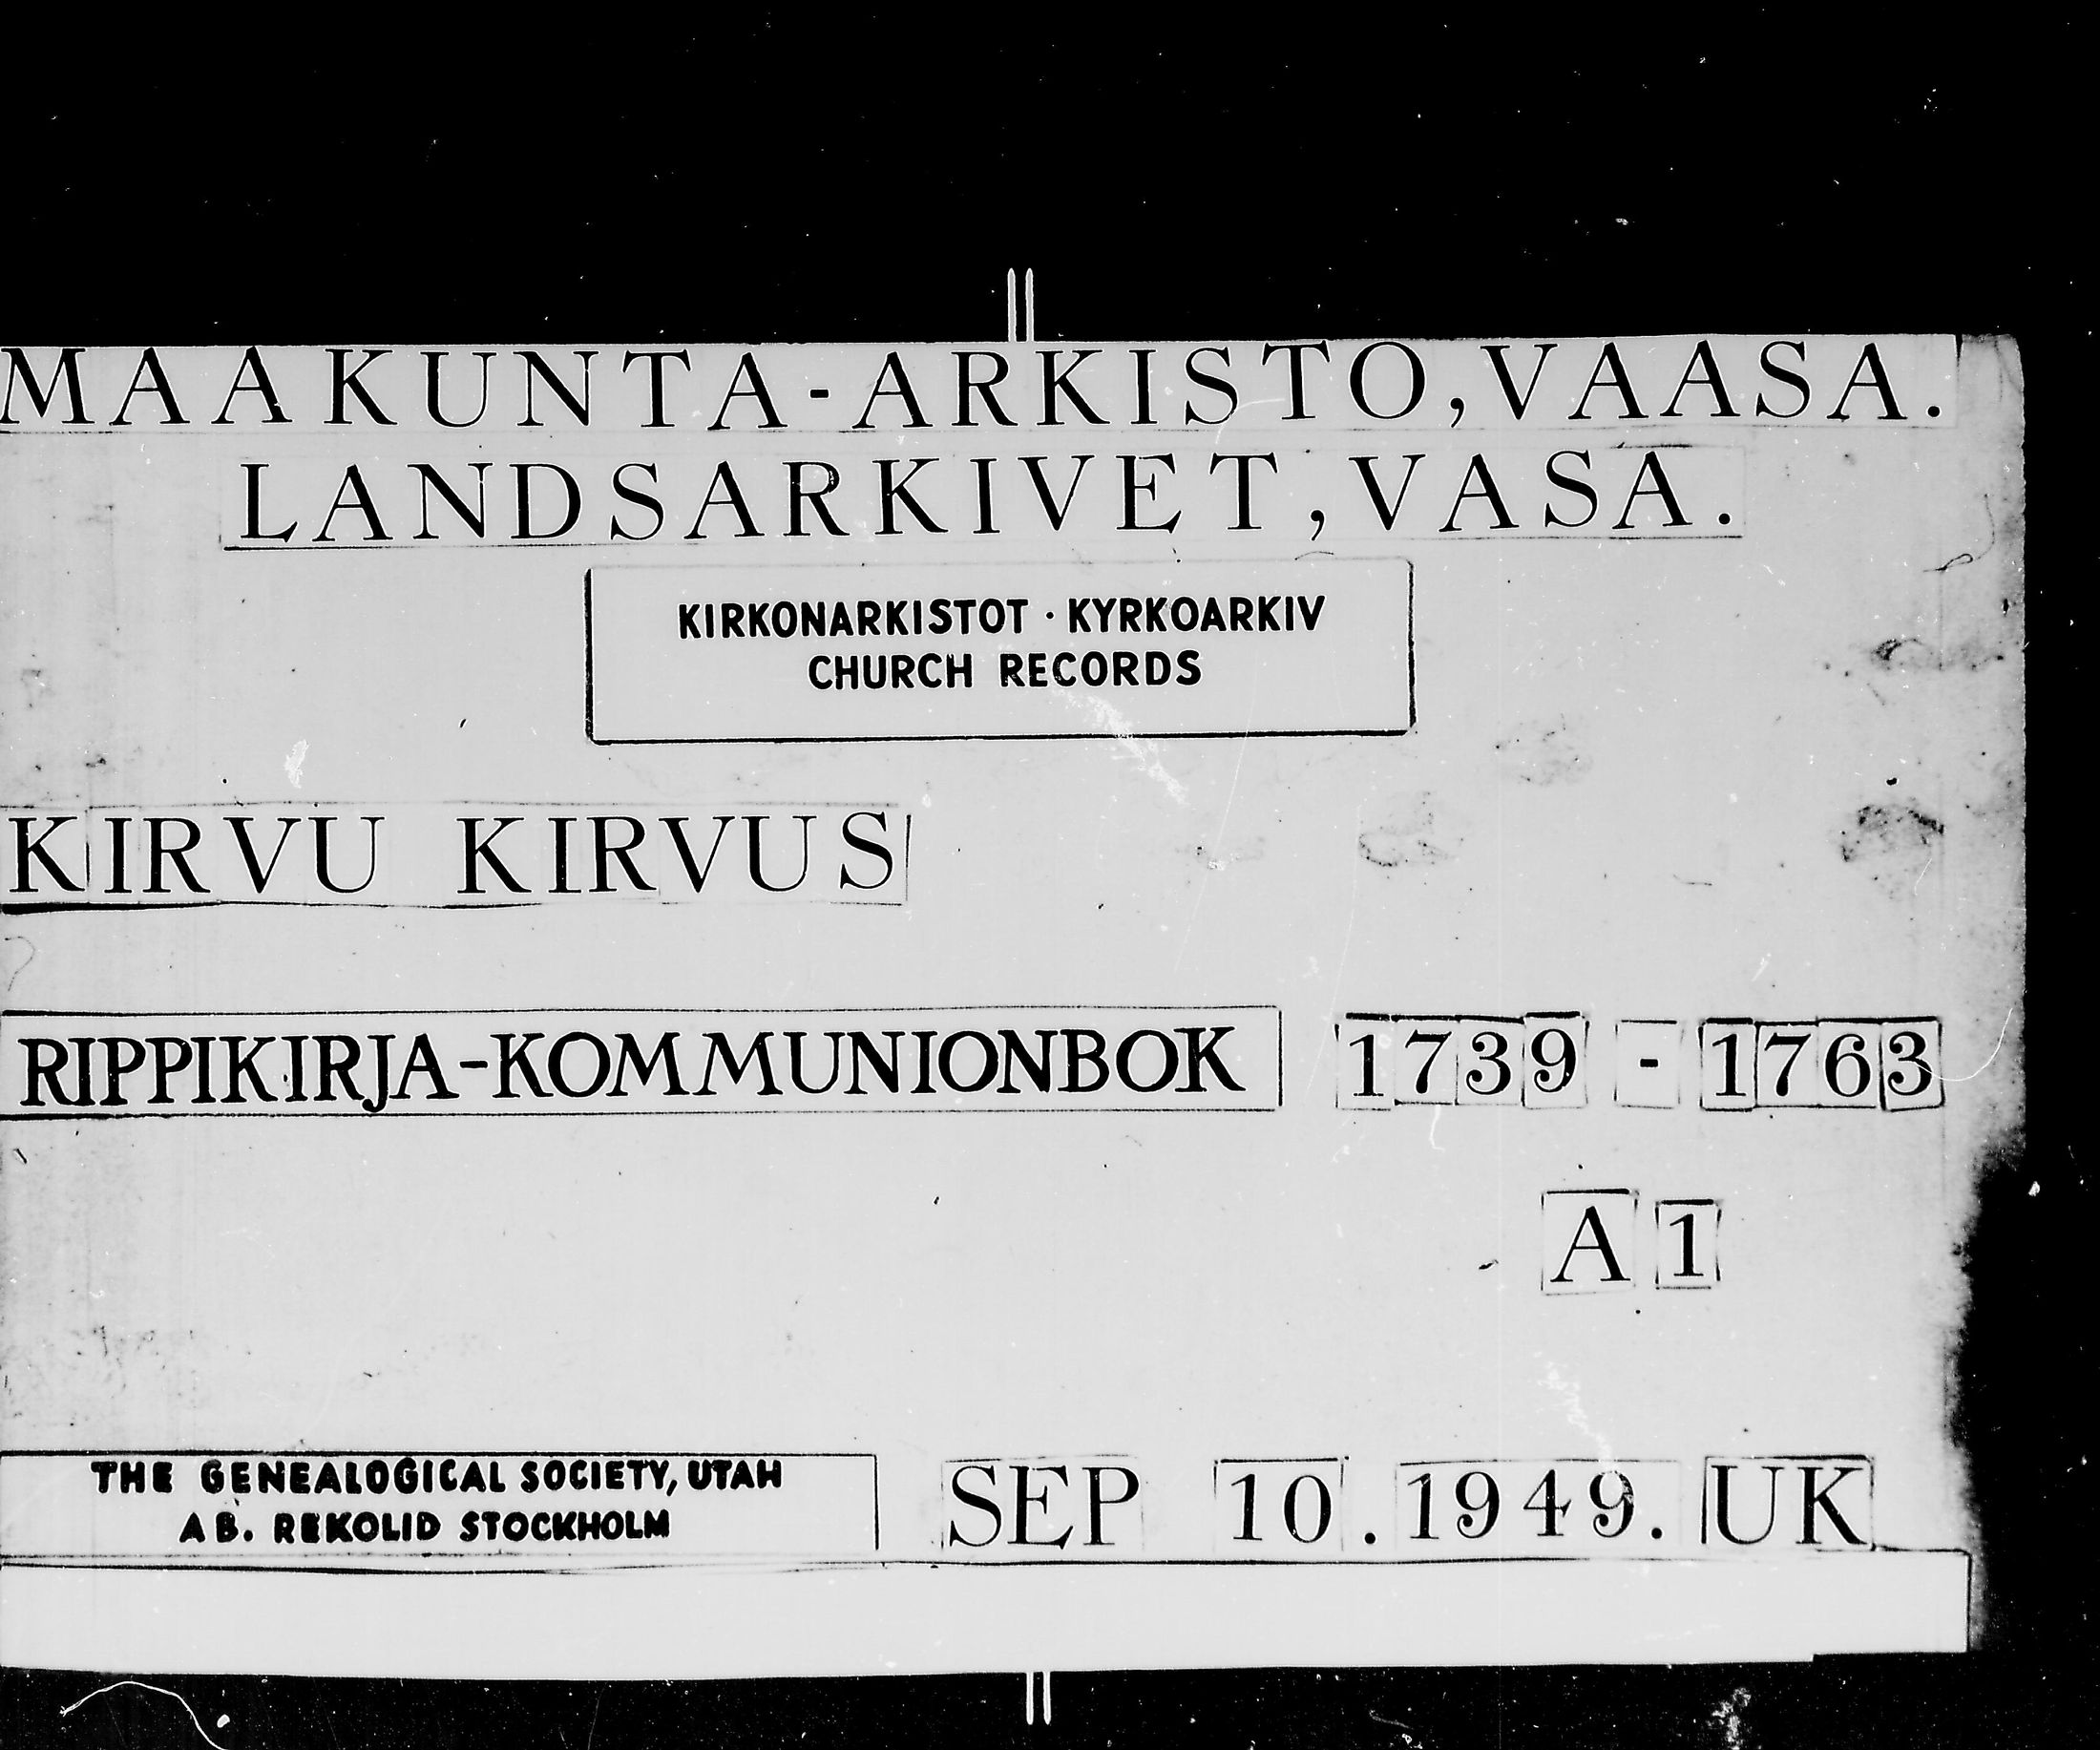 MAAKUNTA-ARKISTO, VAASA.
LANDSARKIVET, VASA.
KIRKONARKISTOT · KYRKOARKIV
CHURCH RECORDS
KIRVU KIRVUS
RIPPIKIRJA-KOMMUNIONBOK 1739 - 1763
A 1
THE GENEALOGICAL SOCIETY, UTAH
AB. REKOLID STOCKHOLM
SEP 10. 1949. UK